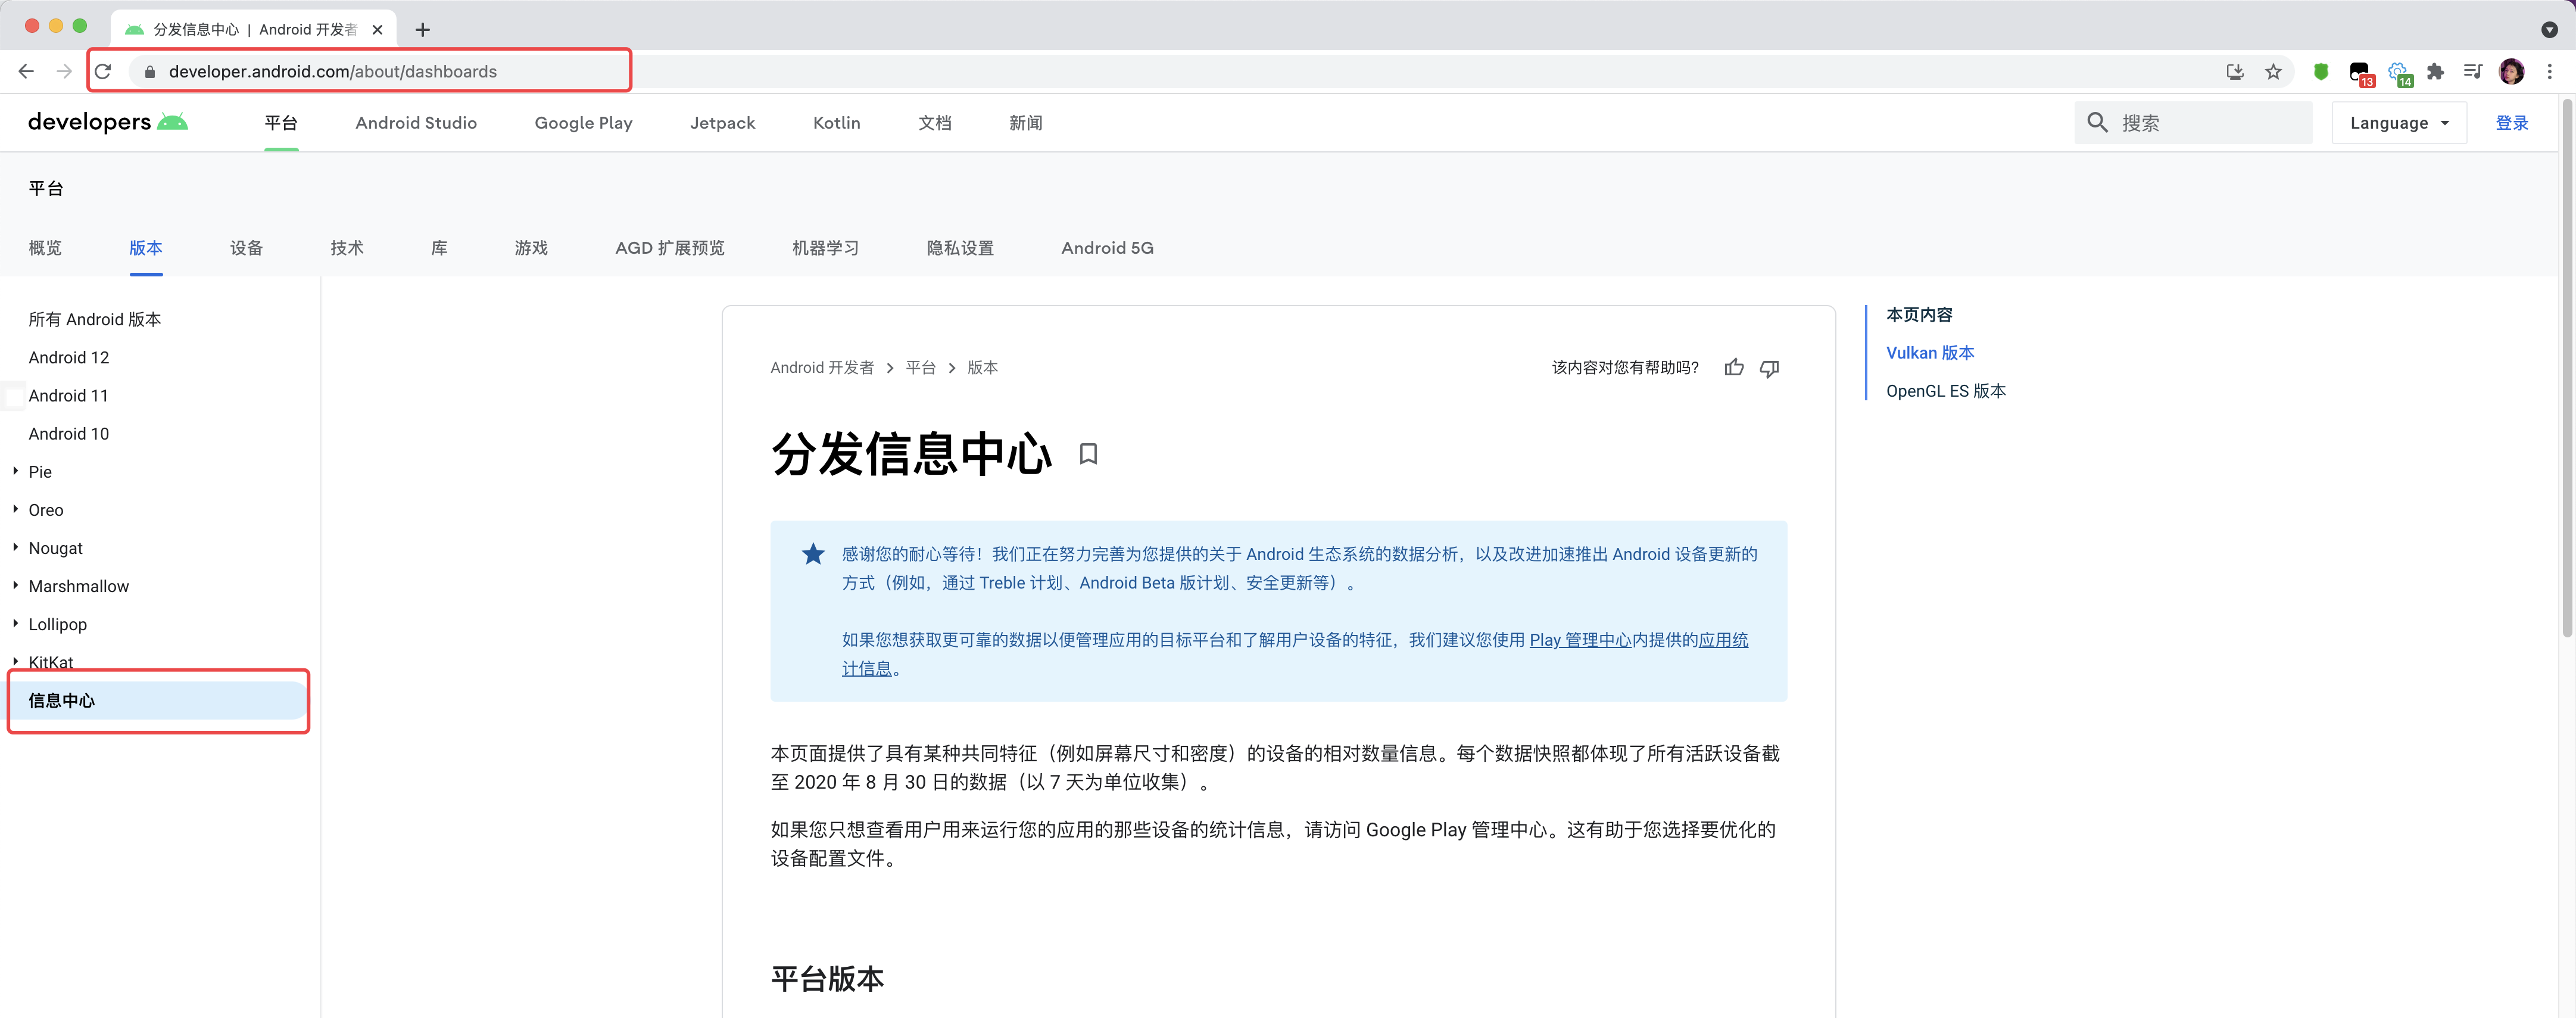 分发信息中心 | Android 开发者
developer.android.com/about/dashboards
13
14
developers
平台
Android Studio
Google Play
Jetpack
Kotlin
文档
新闻
搜索
Language
登录
平台
概览
版本
设备
技术
库
游戏
AGD 扩展预览
机器学习
隐私设置
Android 5G
所有 Android 版本
Android 12
Android 11
Android 10
Pie
Oreo
Nougat
Marshmallow
Lollipop
KitKat
信息中心
Android 开发者 > 平台 > 版本
该内容对您有帮助吗?
分发信息中心
感谢您的耐心等待！我们正在努力完善为您提供的关于 Android 生态系统的数据分析，以及改进加速推出 Android 设备更新的
方式（例如，通过 Treble 计划、Android Beta 版计划、安全更新等）。
如果您想获取更可靠的数据以便管理应用的目标平台和了解用户设备的特征，我们建议您使用 Play 管理中心内提供的应用统
计信息。
本页面提供了具有某种共同特征（例如屏幕尺寸和密度）的设备的相对数量信息。每个数据快照都体现了所有活跃设备截
至 2020 年 8 月 30 日的数据（以 7 天为单位收集）。
如果您只想查看用户用来运行您的应用的那些设备的统计信息，请访问 Google Play 管理中心。这有助于您选择要优化的
设备配置文件。
平台版本
本页内容
Vulkan 版本
OpenGL ES 版本